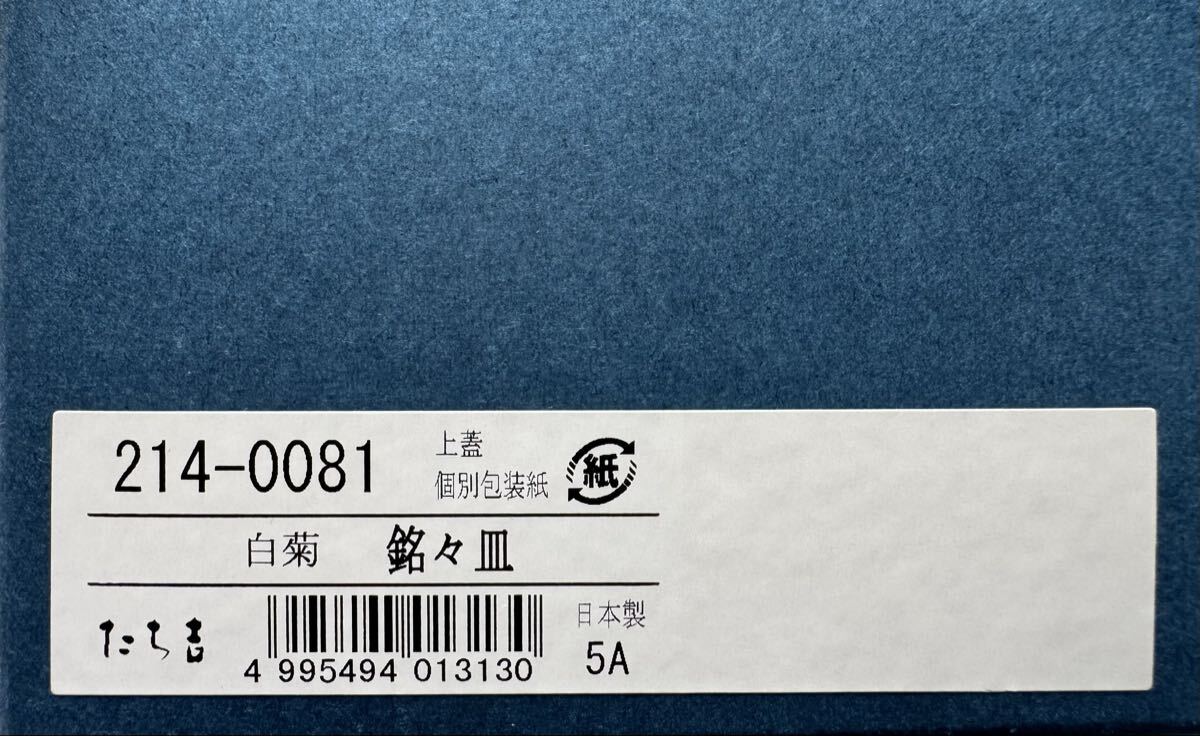 214-0081
上蓋
個別包装紙
紙
白菊 銘々皿
たち吉
4 995494 013130
日本製
5A